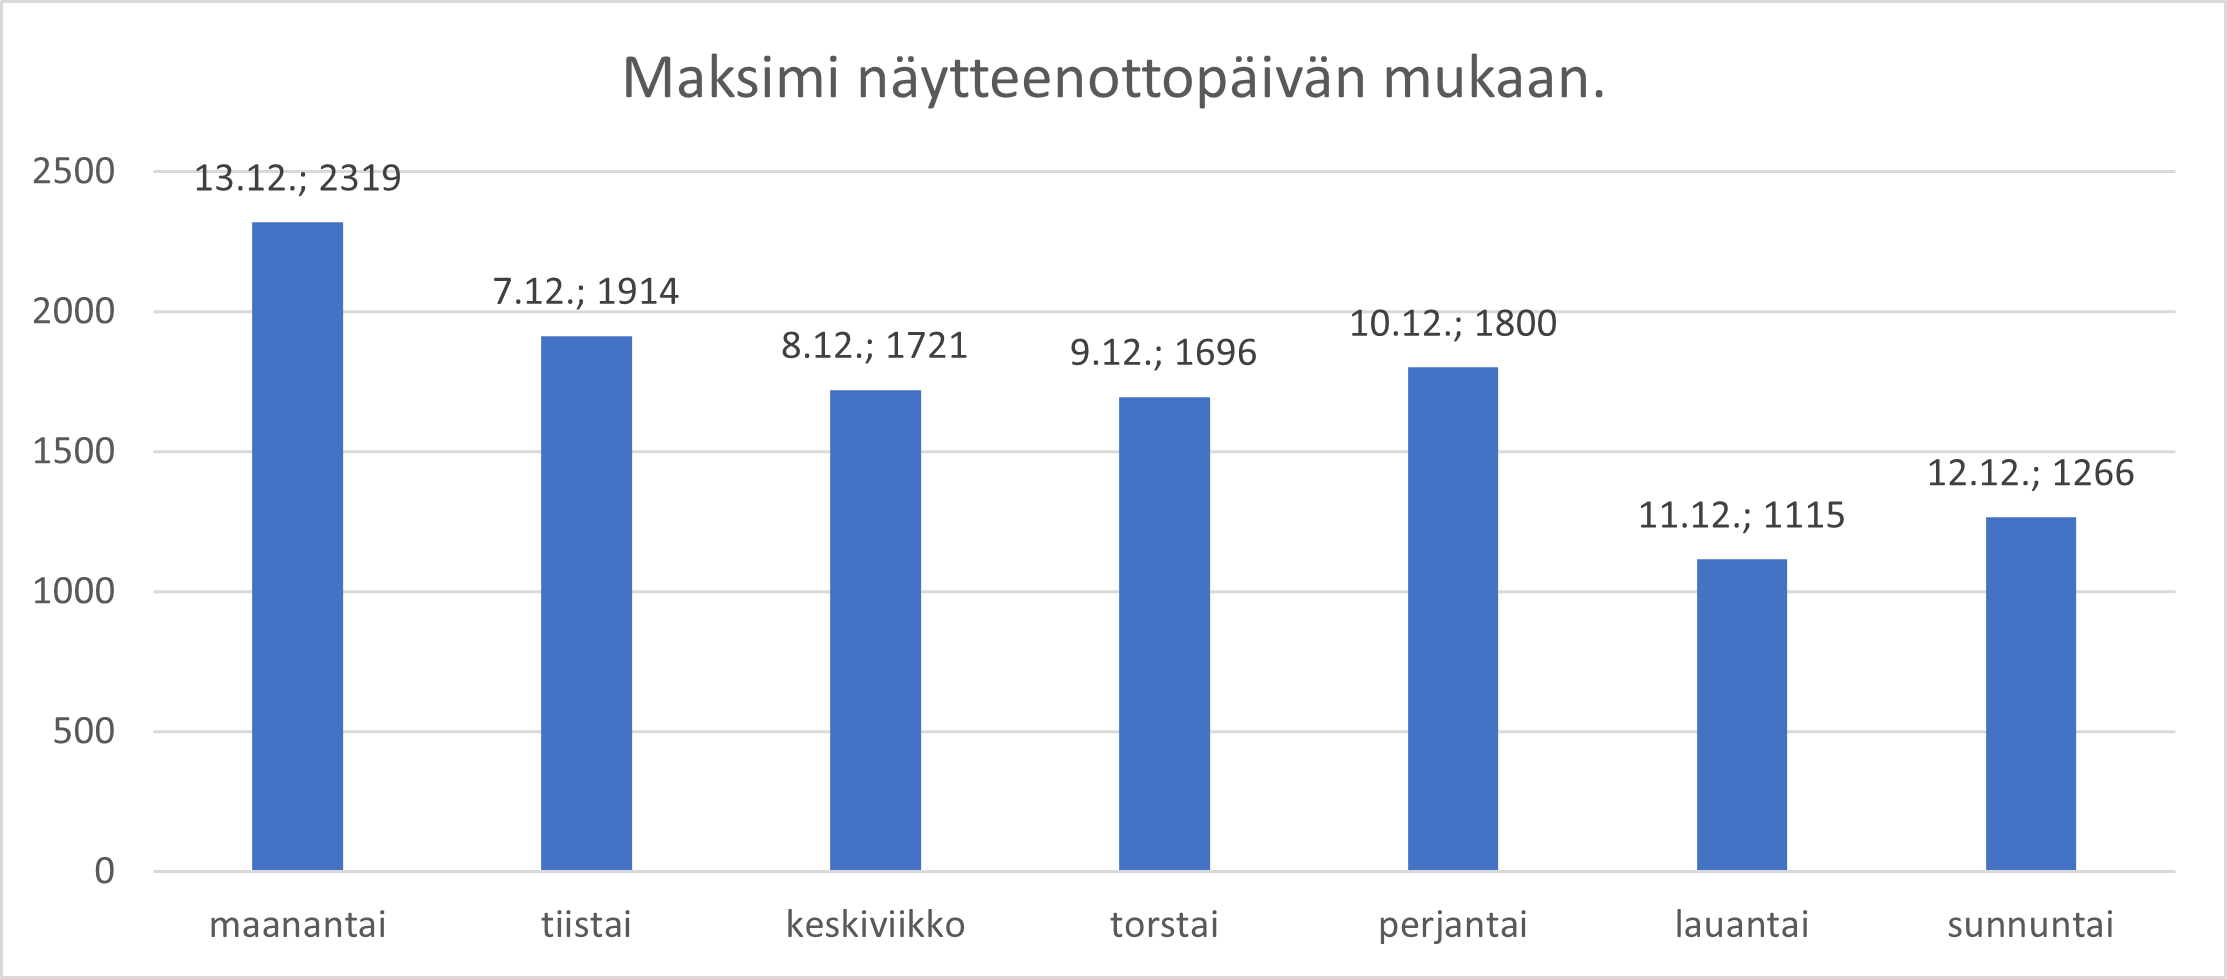 Maksimi näytteenottopäivän mukaan.
2500
2000
1500
1000
500
0
13.12.; 2319
7.12.; 1914
8.12.; 1721
9.12.; 1696
10.12.; 1800
11.12.; 1115
12.12.; 1266
maanantai
tiistai
keskiviikko
torstai
perjantai
lauantai
sunnuntai